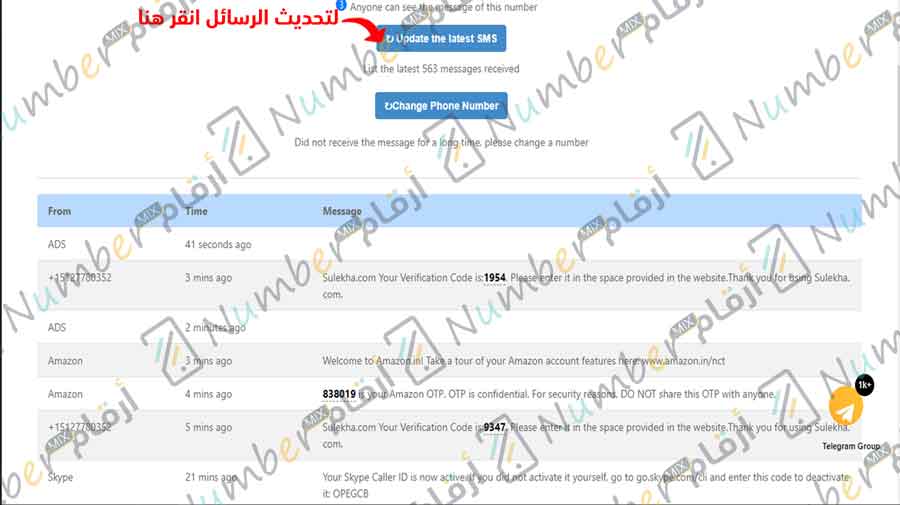 Anyone can see the message of this number
3
لتحديث الرسائل انقر هنا
↻ Update the latest SMS
List the latest 563 messages received
↻Change Phone Number
Did not receive the message for a long time, please change a number
From Time Message
ADS 41 seconds ago
+15127780352 3 mins ago Sulekha.com Your Verification Code is:1954. Please enter it in the space provided in the website.Thank you for using Sulekha.
com.
ADS 2 minutes ago
Amazon 3 mins ago Welcome to Amazon.in! Take a tour of your Amazon account features here: www.amazon.in/nct
Amazon 4 mins ago 838019 is your Amazon OTP. OTP is confidential. For security reasons, DO NOT share this OTP with anyone.
+15127780352 5 mins ago Sulekha.com Your Verification Code is:9347. Please enter it in the space provided in the website.Thank you for using Sulekha.
com.
1k+
Telegram Group
Skype 21 mins ago Your Skype Caller ID is now active. If you did not activate it yourself, go to go.skype.com/cli and enter this code to deactivate
it: OPEGCB
Number MIX أرقام